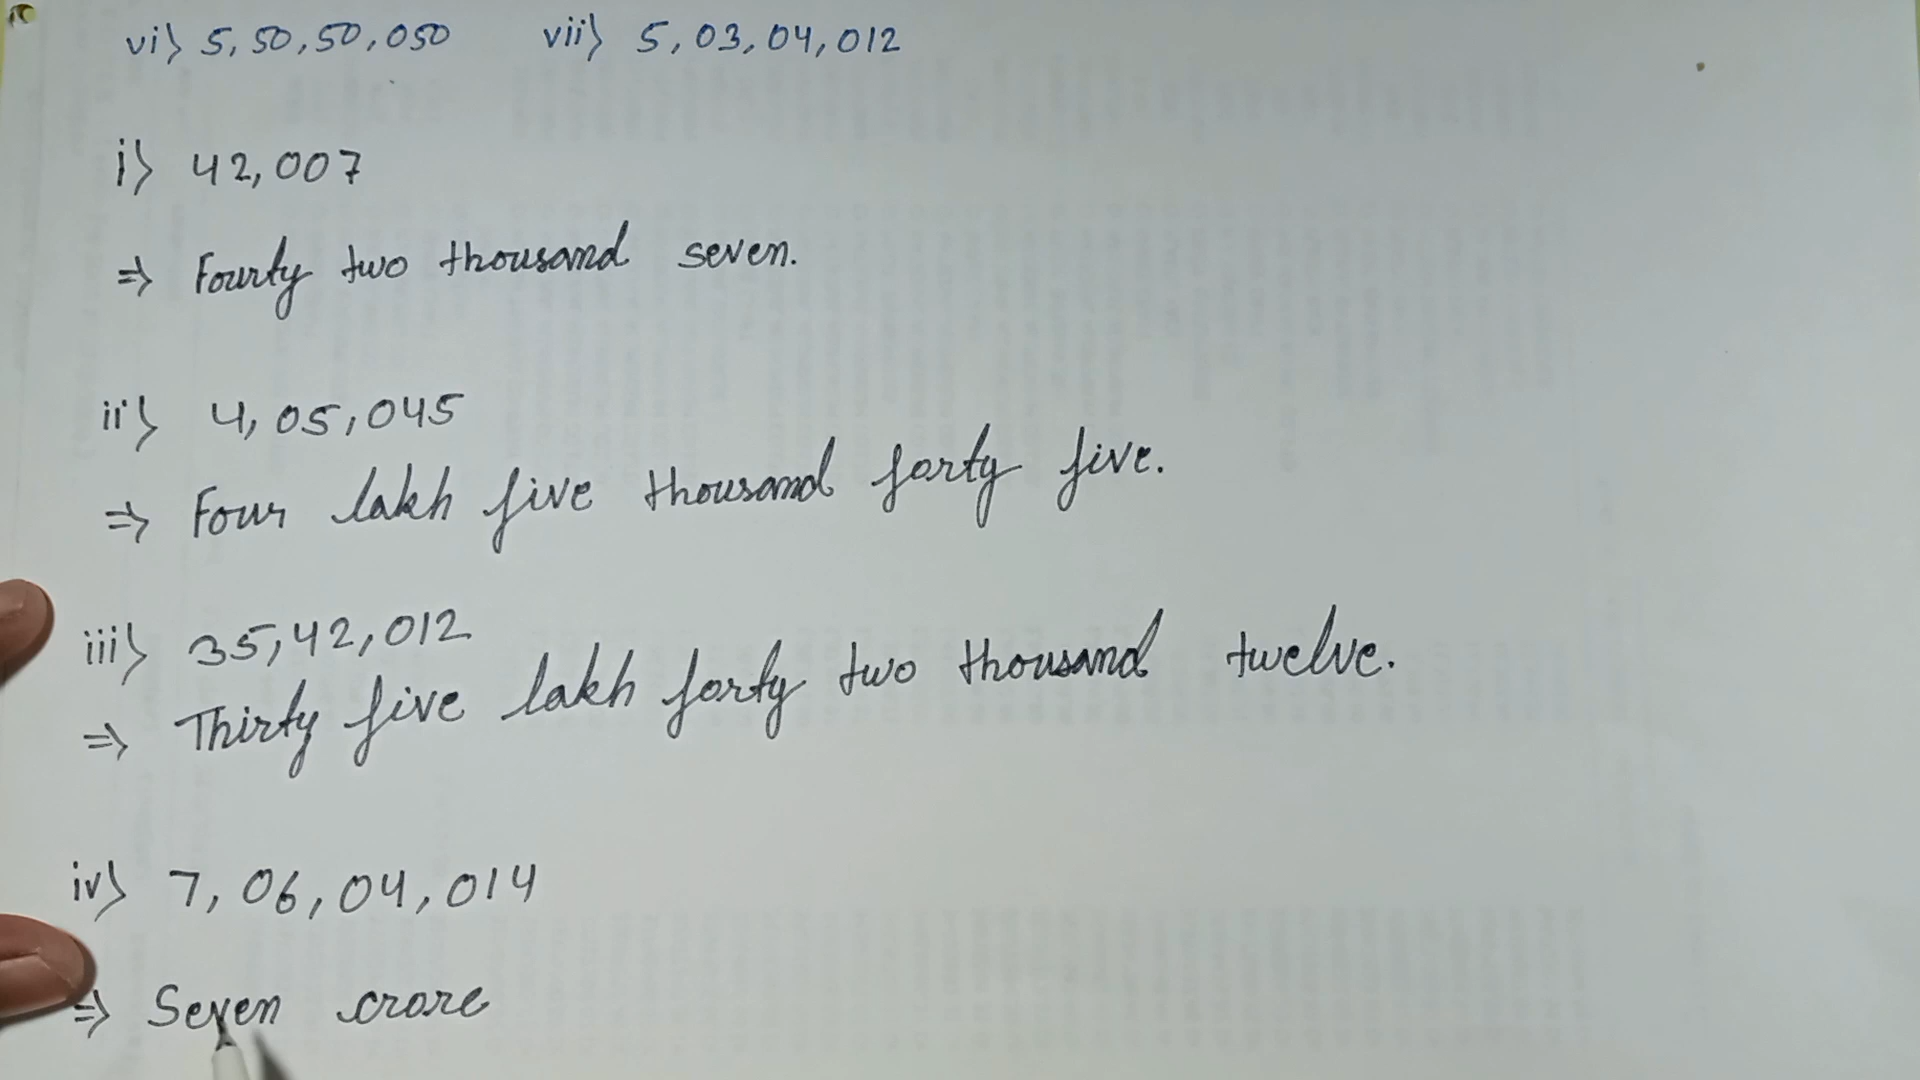 vi) 5,50,50,050 vii) 5,03,04,012
i) 42,007
⇒ Fourty two thousand seven.
ii) 4,05,045
⇒ Four lakh five thousand forty five.
iii) 35,42,012
⇒ Thirty five lakh forty two thousand twelve.
iv) 7,06,04,014
⇒ Seven crore